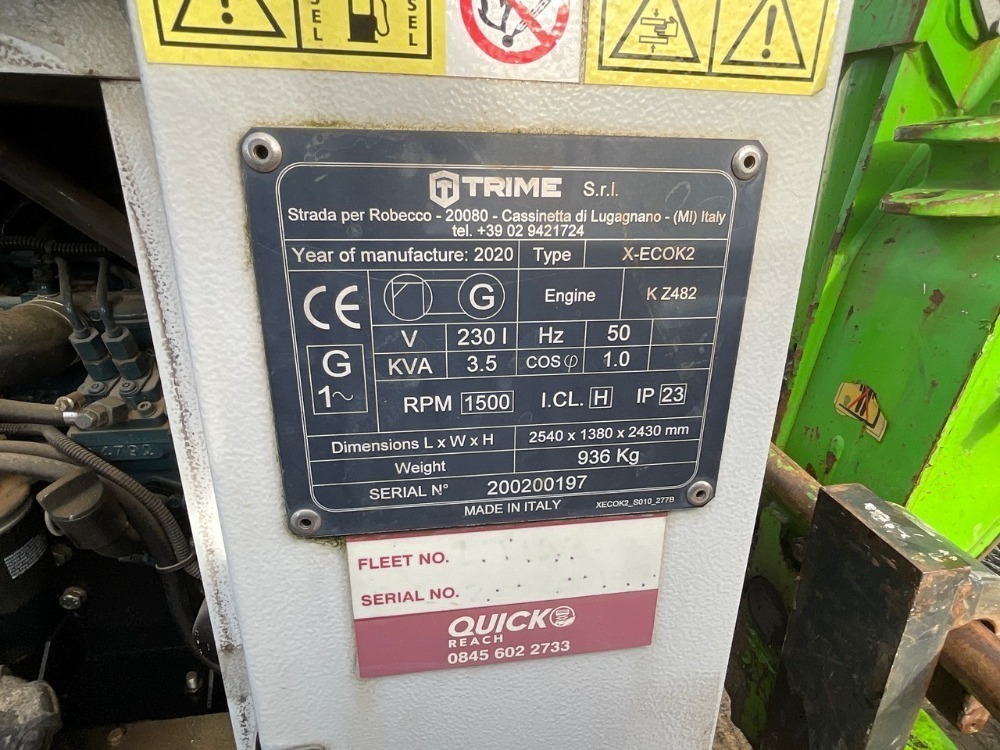 SEL
SEL
TRIME S.r.l.
Strada per Robecco - 20080 - Cassinetta di Lugagnano - (MI) Italy
tel. +39 02 9421724
Year of manufacture: 2020 Type X-ECOK2
CE G Engine K Z482
V 230 I Hz 50
G 1~ KVA 3.5 COS φ 1.0
RPM 1500 I.CL. H IP 23
Dimensions L x W x H 2540 x 1380 x 2430 mm
Weight 936 Kg
SERIAL N° 200200197
MADE IN ITALY XECOK2_S010_277B
FLEET NO.
SERIAL NO.
QUICK
REACH
0845 602 2733